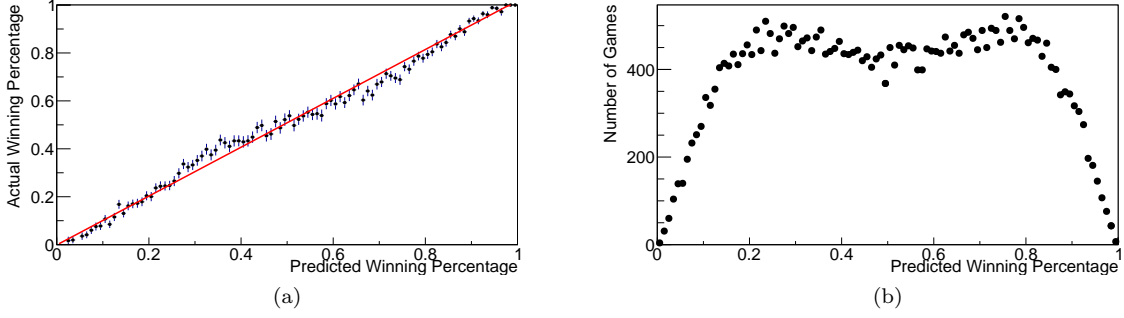 Actual Winning Percentage
1
0.8
0.6
0.4
0.2
0
0 0.2 0.4 0.6 0.8 1
Predicted Winning Percentage
(a)
Number of Games
400
200
0
0 0.2 0.4 0.6 0.8 1
Predicted Winning Percentage
(b)